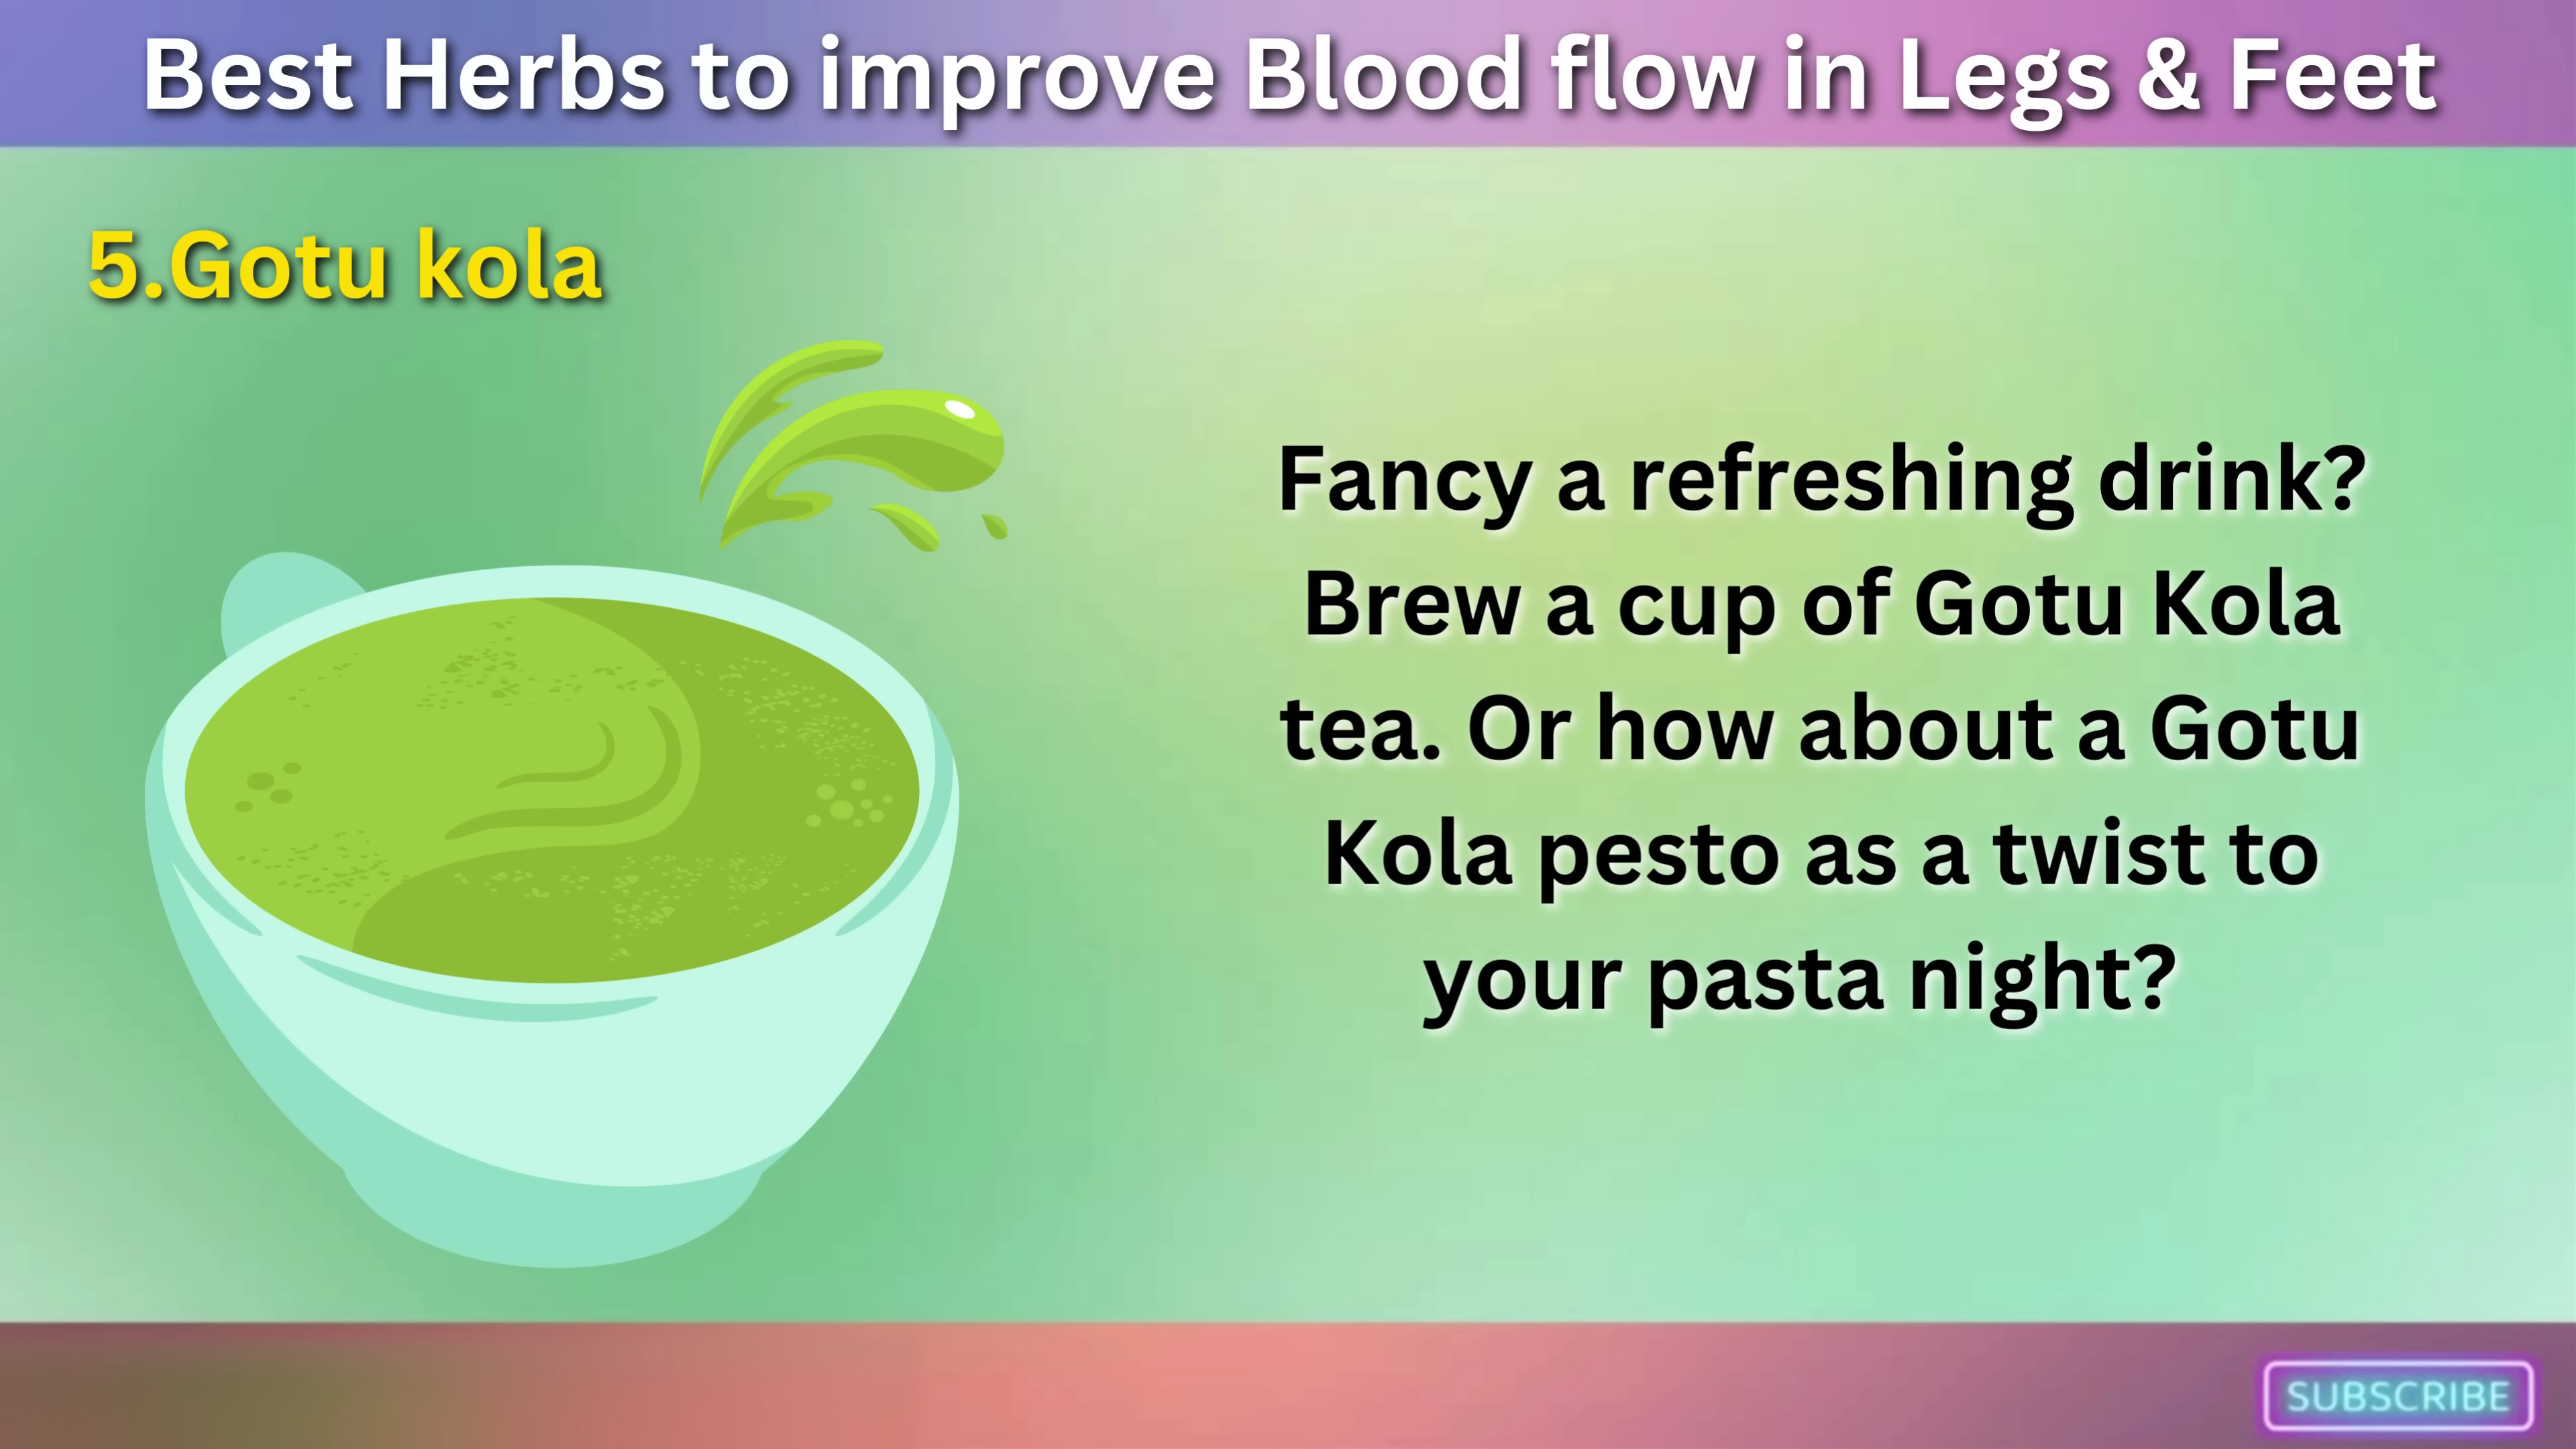 Best Herbs to improve Blood flow in Legs & Feet
5.Gotu kola
Fancy a refreshing drink?
Brew a cup of Gotu Kola
tea. Or how about a Gotu
Kola pesto as a twist to
your pasta night?
SUBSCRIBE